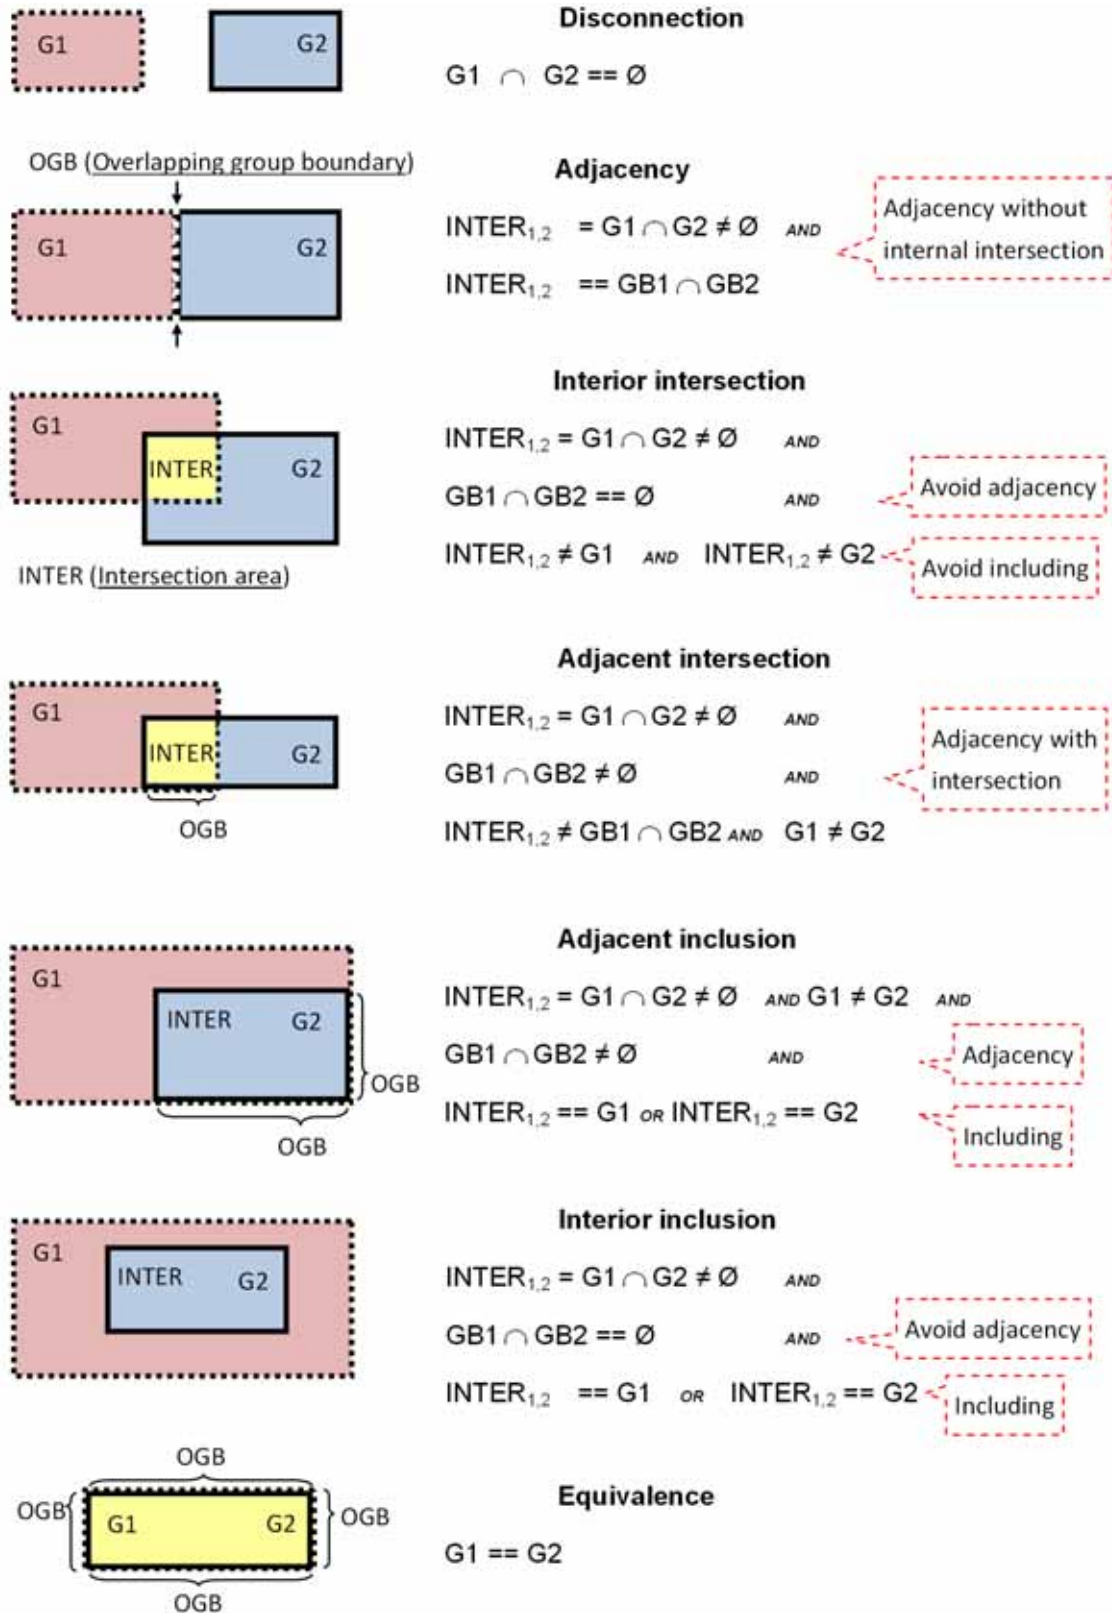 Disconnection
G1 G2
G1 ∩ G2 == Ø
OGB (Overlapping group boundary)
Adjacency
G1 G2
INTER1,2 = G1 ∩ G2 ≠ Ø AND
INTER1,2 == GB1 ∩ GB2
Adjacency without
internal intersection
Interior intersection
G1
INTER G2
INTER (Intersection area)
INTER1,2 = G1 ∩ G2 ≠ Ø AND
GB1 ∩ GB2 == Ø AND
Avoid adjacency
INTER1,2 ≠ G1 AND INTER1,2 ≠ G2
Avoid including
Adjacent intersection
G1
INTER G2
OGB
INTER1,2 = G1 ∩ G2 ≠ Ø AND
GB1 ∩ GB2 ≠ Ø AND
INTER1,2 ≠ GB1 ∩ GB2 AND G1 ≠ G2
Adjacency with
intersection
Adjacent inclusion
G1
INTER G2
OGB
OGB
INTER1,2 = G1 ∩ G2 ≠ Ø AND G1 ≠ G2 AND
GB1 ∩ GB2 ≠ Ø AND
Adjacency
INTER1,2 == G1 OR INTER1,2 == G2
Including
Interior inclusion
G1
INTER G2
INTER1,2 = G1 ∩ G2 ≠ Ø AND
GB1 ∩ GB2 == Ø AND
Avoid adjacency
INTER1,2 == G1 OR INTER1,2 == G2
Including
OGB
Equivalence
OGB G1 G2 OGB
OGB
G1 == G2